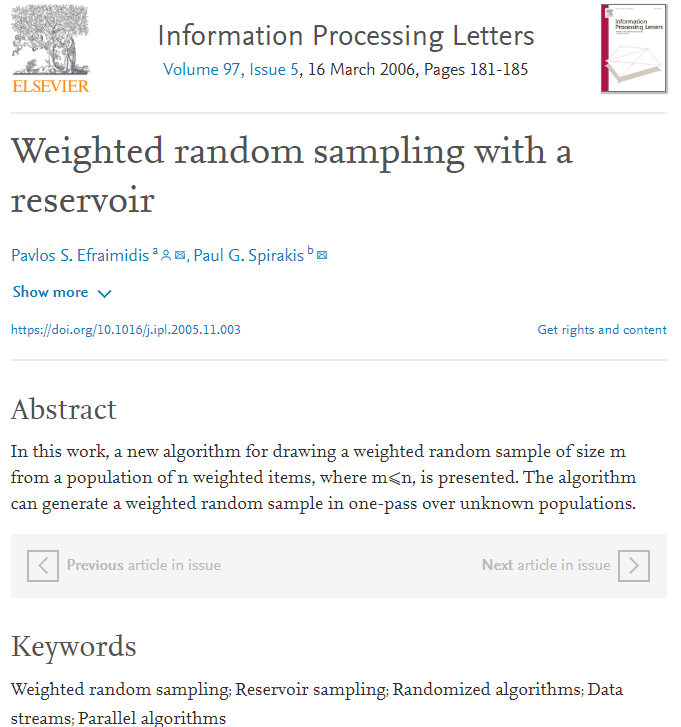 ELSEVIER
Information Processing Letters
Volume 97, Issue 5, 16 March 2006, Pages 181-185
Information
Processing Letters
Weighted random sampling with a
reservoir
Pavlos S. Efraimidis a, Paul G. Spirakis b
Show more
https://doi.org/10.1016/j.ipl.2005.11.003
Get rights and content
Abstract
In this work, a new algorithm for drawing a weighted random sample of size m
from a population of n weighted items, where m⩽n, is presented. The algorithm
can generate a weighted random sample in one-pass over unknown populations.
Previous article in issue
Next article in issue
Keywords
Weighted random sampling; Reservoir sampling; Randomized algorithms; Data
streams; Parallel algorithms